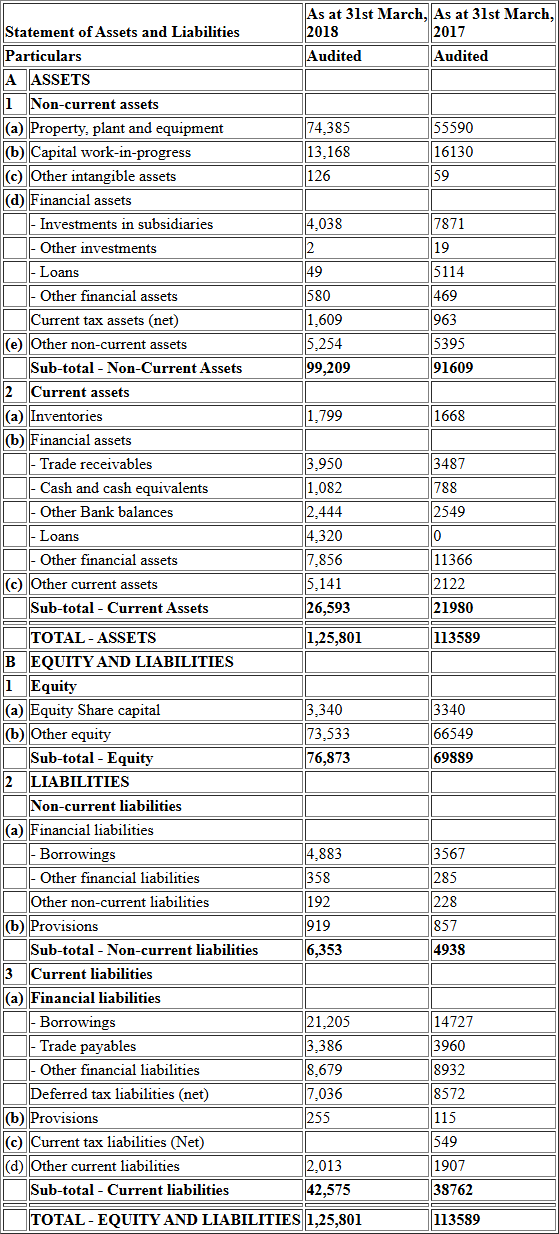 Statement of Assets and Liabilities As at 31st March, 2018 As at 31st March, 2017
Particulars Audited Audited
A ASSETS
1 Non-current assets
(a) Property, plant and equipment 74,385 55590
(b) Capital work-in-progress 13,168 16130
(c) Other intangible assets 126 59
(d) Financial assets
- Investments in subsidiaries 4,038 7871
- Other investments 2 19
- Loans 49 5114
- Other financial assets 580 469
Current tax assets (net) 1,609 963
(e) Other non-current assets 5,254 5395
Sub-total - Non-Current Assets 99,209 91609
2 Current assets
(a) Inventories 1,799 1668
(b) Financial assets
- Trade receivables 3,950 3487
- Cash and cash equivalents 1,082 788
- Other Bank balances 2,444 2549
- Loans 4,320 0
- Other financial assets 7,856 11366
(c) Other current assets 5,141 2122
Sub-total - Current Assets 26,593 21980
TOTAL - ASSETS 1,25,801 113589
B EQUITY AND LIABILITIES
1 Equity
(a) Equity Share capital 3,340 3340
(b) Other equity 73,533 66549
Sub-total - Equity 76,873 69889
2 LIABILITIES
Non-current liabilities
(a) Financial liabilities
- Borrowings 4,883 3567
- Other financial liabilities 358 285
Other non-current liabilities 192 228
(b) Provisions 919 857
Sub-total - Non-current liabilities 6,353 4938
3 Current liabilities
(a) Financial liabilities
- Borrowings 21,205 14727
- Trade payables 3,386 3960
- Other financial liabilities 8,679 8932
Deferred tax liabilities (net) 7,036 8572
(b) Provisions 255 115
(c) Current tax liabilities (Net) 549
(d) Other current liabilities 2,013 1907
Sub-total - Current liabilities 42,575 38762
TOTAL - EQUITY AND LIABILITIES 1,25,801 113589